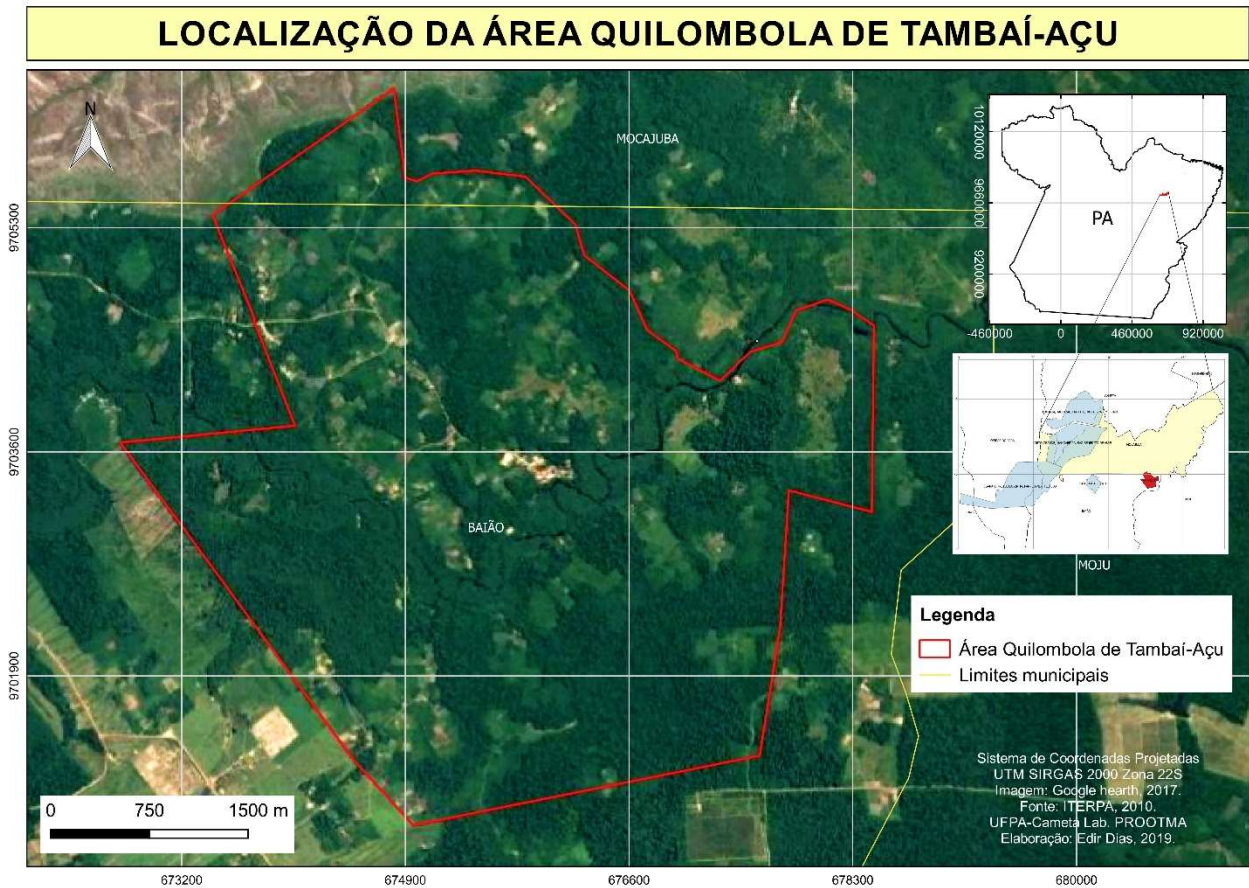 LOCALIZAÇÃO DA ÁREA QUILOMBOLA DE TAMBAÍ-AÇU
N
MOCAJUBA
BAIÃO
MOJU
9705300
9703600
9701900
673200
674900
676600
678300
680000
0 750 1500 m
PA
10120000
9660000
9200000
-460000
0
460000
920000
Legenda
Área Quilombola de Tambaí-Açu
Limites municipais
Sistema de Coordenadas Projetadas
UTM SIRGAS 2000 Zona 22S
Imagem: Google hearth, 2017.
Fonte: ITERPA, 2010.
UFPA-Cameta Lab. PROOTMA
Elaboração: Edir Dias, 2019.